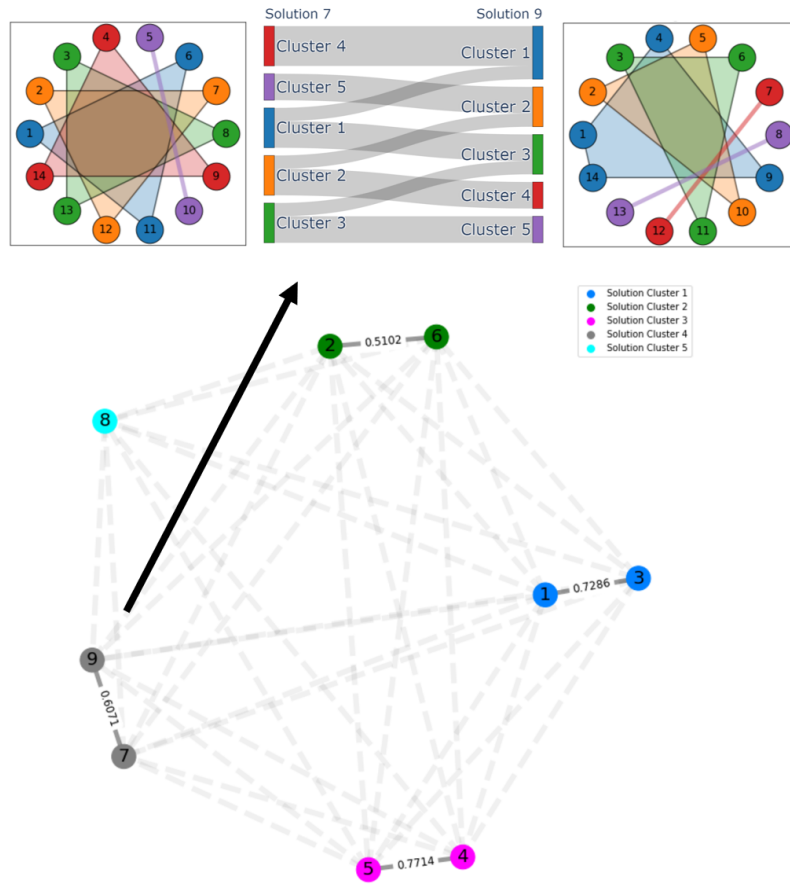 Solution 7
Solution 9
4
5
3
6
2
7
1
8
14
9
13
10
12
11
Cluster 4
Cluster 5
Cluster 1
Cluster 2
Cluster 3
Cluster 1
Cluster 2
Cluster 3
Cluster 4
Cluster 5
4
5
3
6
2
7
1
8
14
9
13
10
12
11
Solution Cluster 1
Solution Cluster 2
Solution Cluster 3
Solution Cluster 4
Solution Cluster 5
2
0.5102
6
8
1
0.7286
3
9
0.6071
7
5
0.7714
4